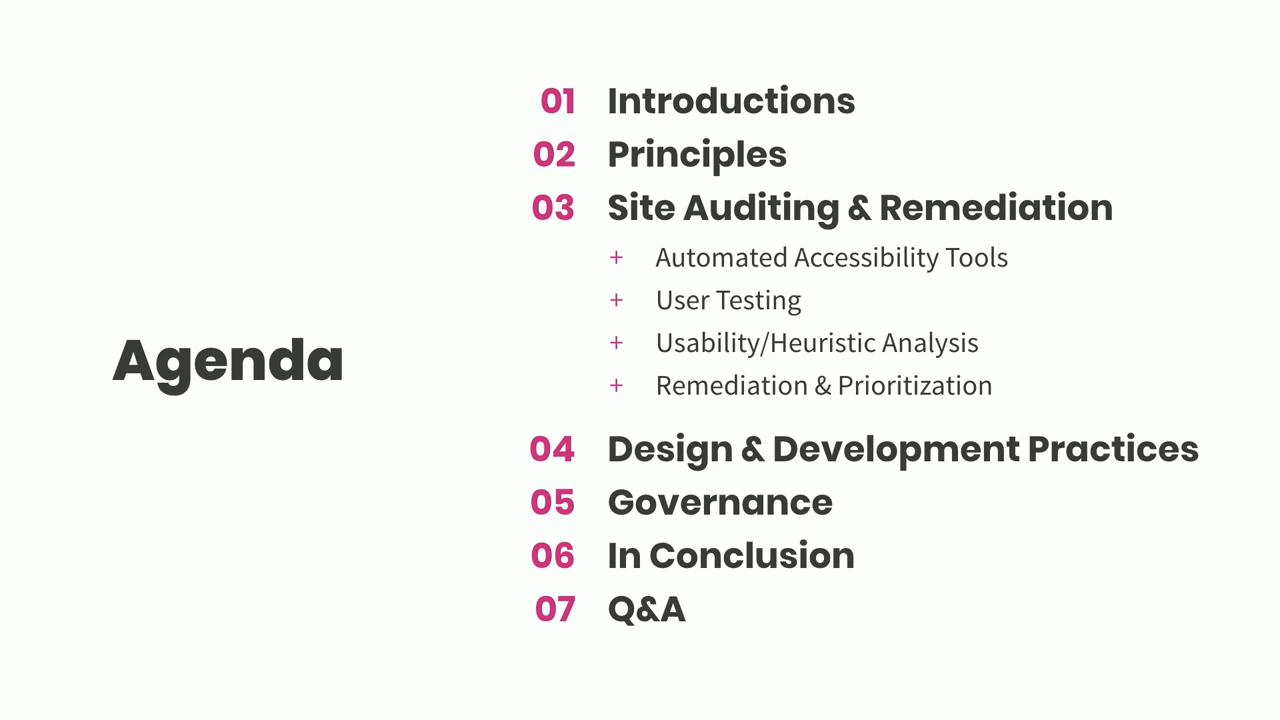 Agenda
01 Introductions
02 Principles
03 Site Auditing & Remediation
+ Automated Accessibility Tools
+ User Testing
+ Usability/Heuristic Analysis
+ Remediation & Prioritization
04 Design & Development Practices
05 Governance
06 In Conclusion
07 Q&A